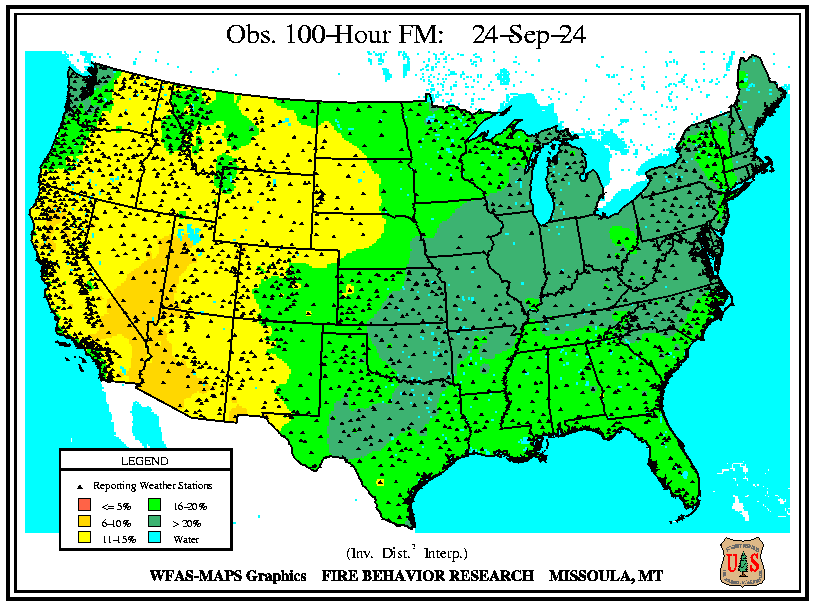 Obs. 100-Hour FM: 24-Sep-24
LEGEND
Reporting Weather Stations
<= 5%
16-20%
6-10%
> 20%
11-15%
Water
(Inv. Dist.² Interp.)
WFAS-MAPS Graphics FIRE BEHAVIOR RESEARCH MISSOULA, MT
U S